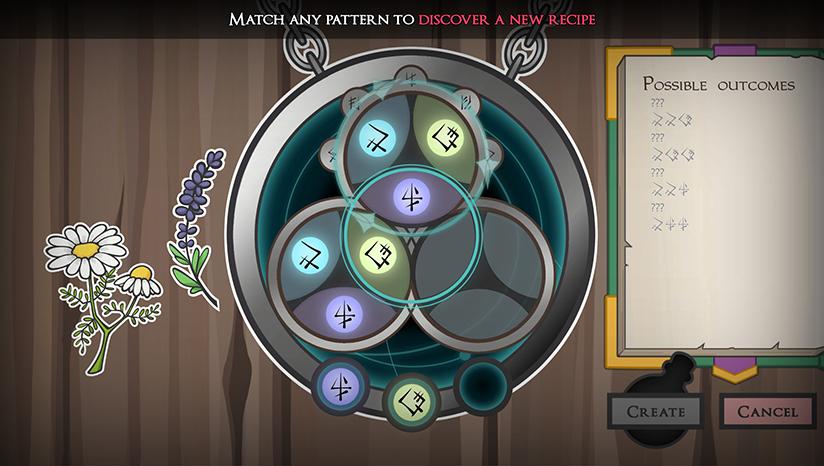 MATCH ANY PATTERN TO DISCOVER A NEW RECIPE
POSSIBLE OUTCOMES
???
???
???
???
CREATE
CANCEL